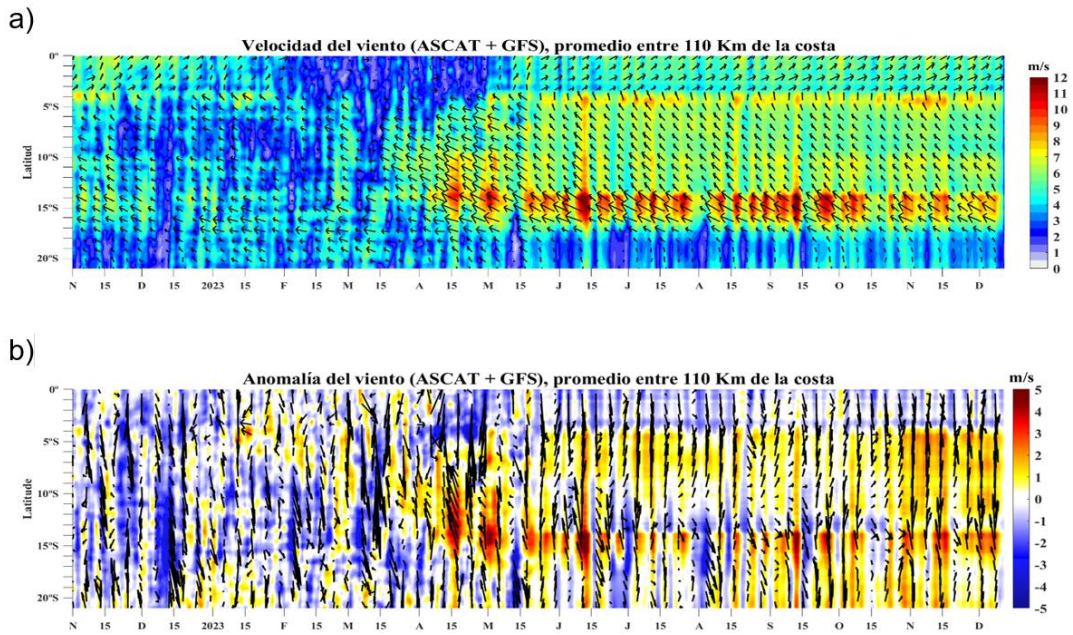 a)
Velocidad del viento (ASCAT + GFS), promedio entre 110 Km de la costa
m/s
0°
5°S
10°S
15°S
20°S
Latitud
12
11
10
9
8
7
6
5
4
3
2
1
0
N 15 D 15 2023 15 F 15 M 15 A 15 M 15 J 15 J 15 A 15 S 15 O 15 N 15 D
b)
Anomalía del viento (ASCAT + GFS), promedio entre 110 Km de la costa
m/s
0°
5°S
10°S
15°S
20°S
Latitude
5
4
3
2
1
0
-1
-2
-3
-4
-5
N 15 D 15 2023 15 F 15 M 15 A 15 M 15 J 15 J 15 A 15 S 15 O 15 N 15 D